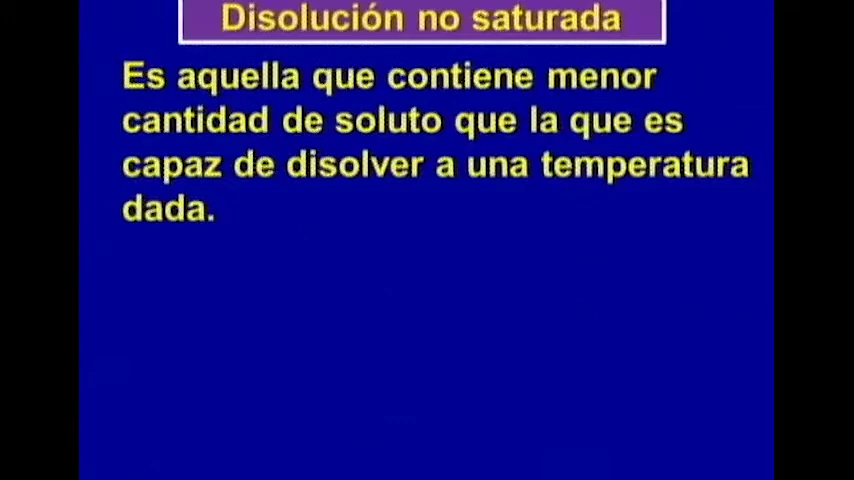 Disolución no saturada
Es aquella que contiene menor
cantidad de soluto que la que es
capaz de disolver a una temperatura
dada.